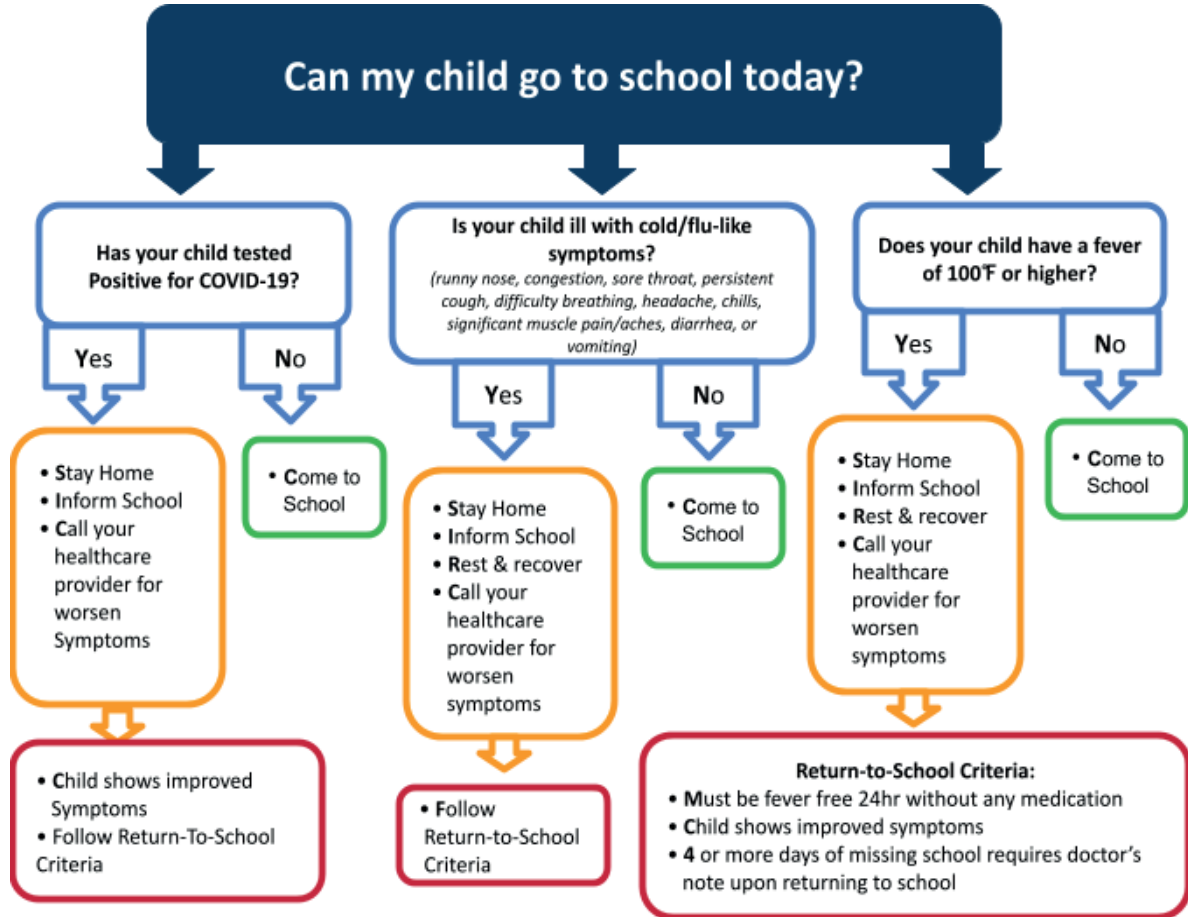 Can my child go to school today?
Has your child tested
Positive for COVID-19?
Yes
No
• Stay Home
• Inform School
• Call your
healthcare
provider for
worsen
Symptoms
• Come to
School
• Child shows improved
Symptoms
• Follow Return-To-School
Criteria
Is your child ill with cold/flu-like
symptoms?
(runny nose, congestion, sore throat, persistent
cough, difficulty breathing, headache, chills,
significant muscle pain/aches, diarrhea, or
vomiting)
Yes
No
• Stay Home
• Inform School
• Rest & recover
• Call your
healthcare
provider for
worsen
symptoms
• Come to
School
• Follow
Return-to-School
Criteria
Does your child have a fever
of 100°F or higher?
Yes
No
• Stay Home
• Inform School
• Rest & recover
• Call your
healthcare
provider for
worsen
symptoms
• Come to
School
Return-to-School Criteria:
• Must be fever free 24hr without any medication
• Child shows improved symptoms
• 4 or more days of missing school requires doctor's
note upon returning to school